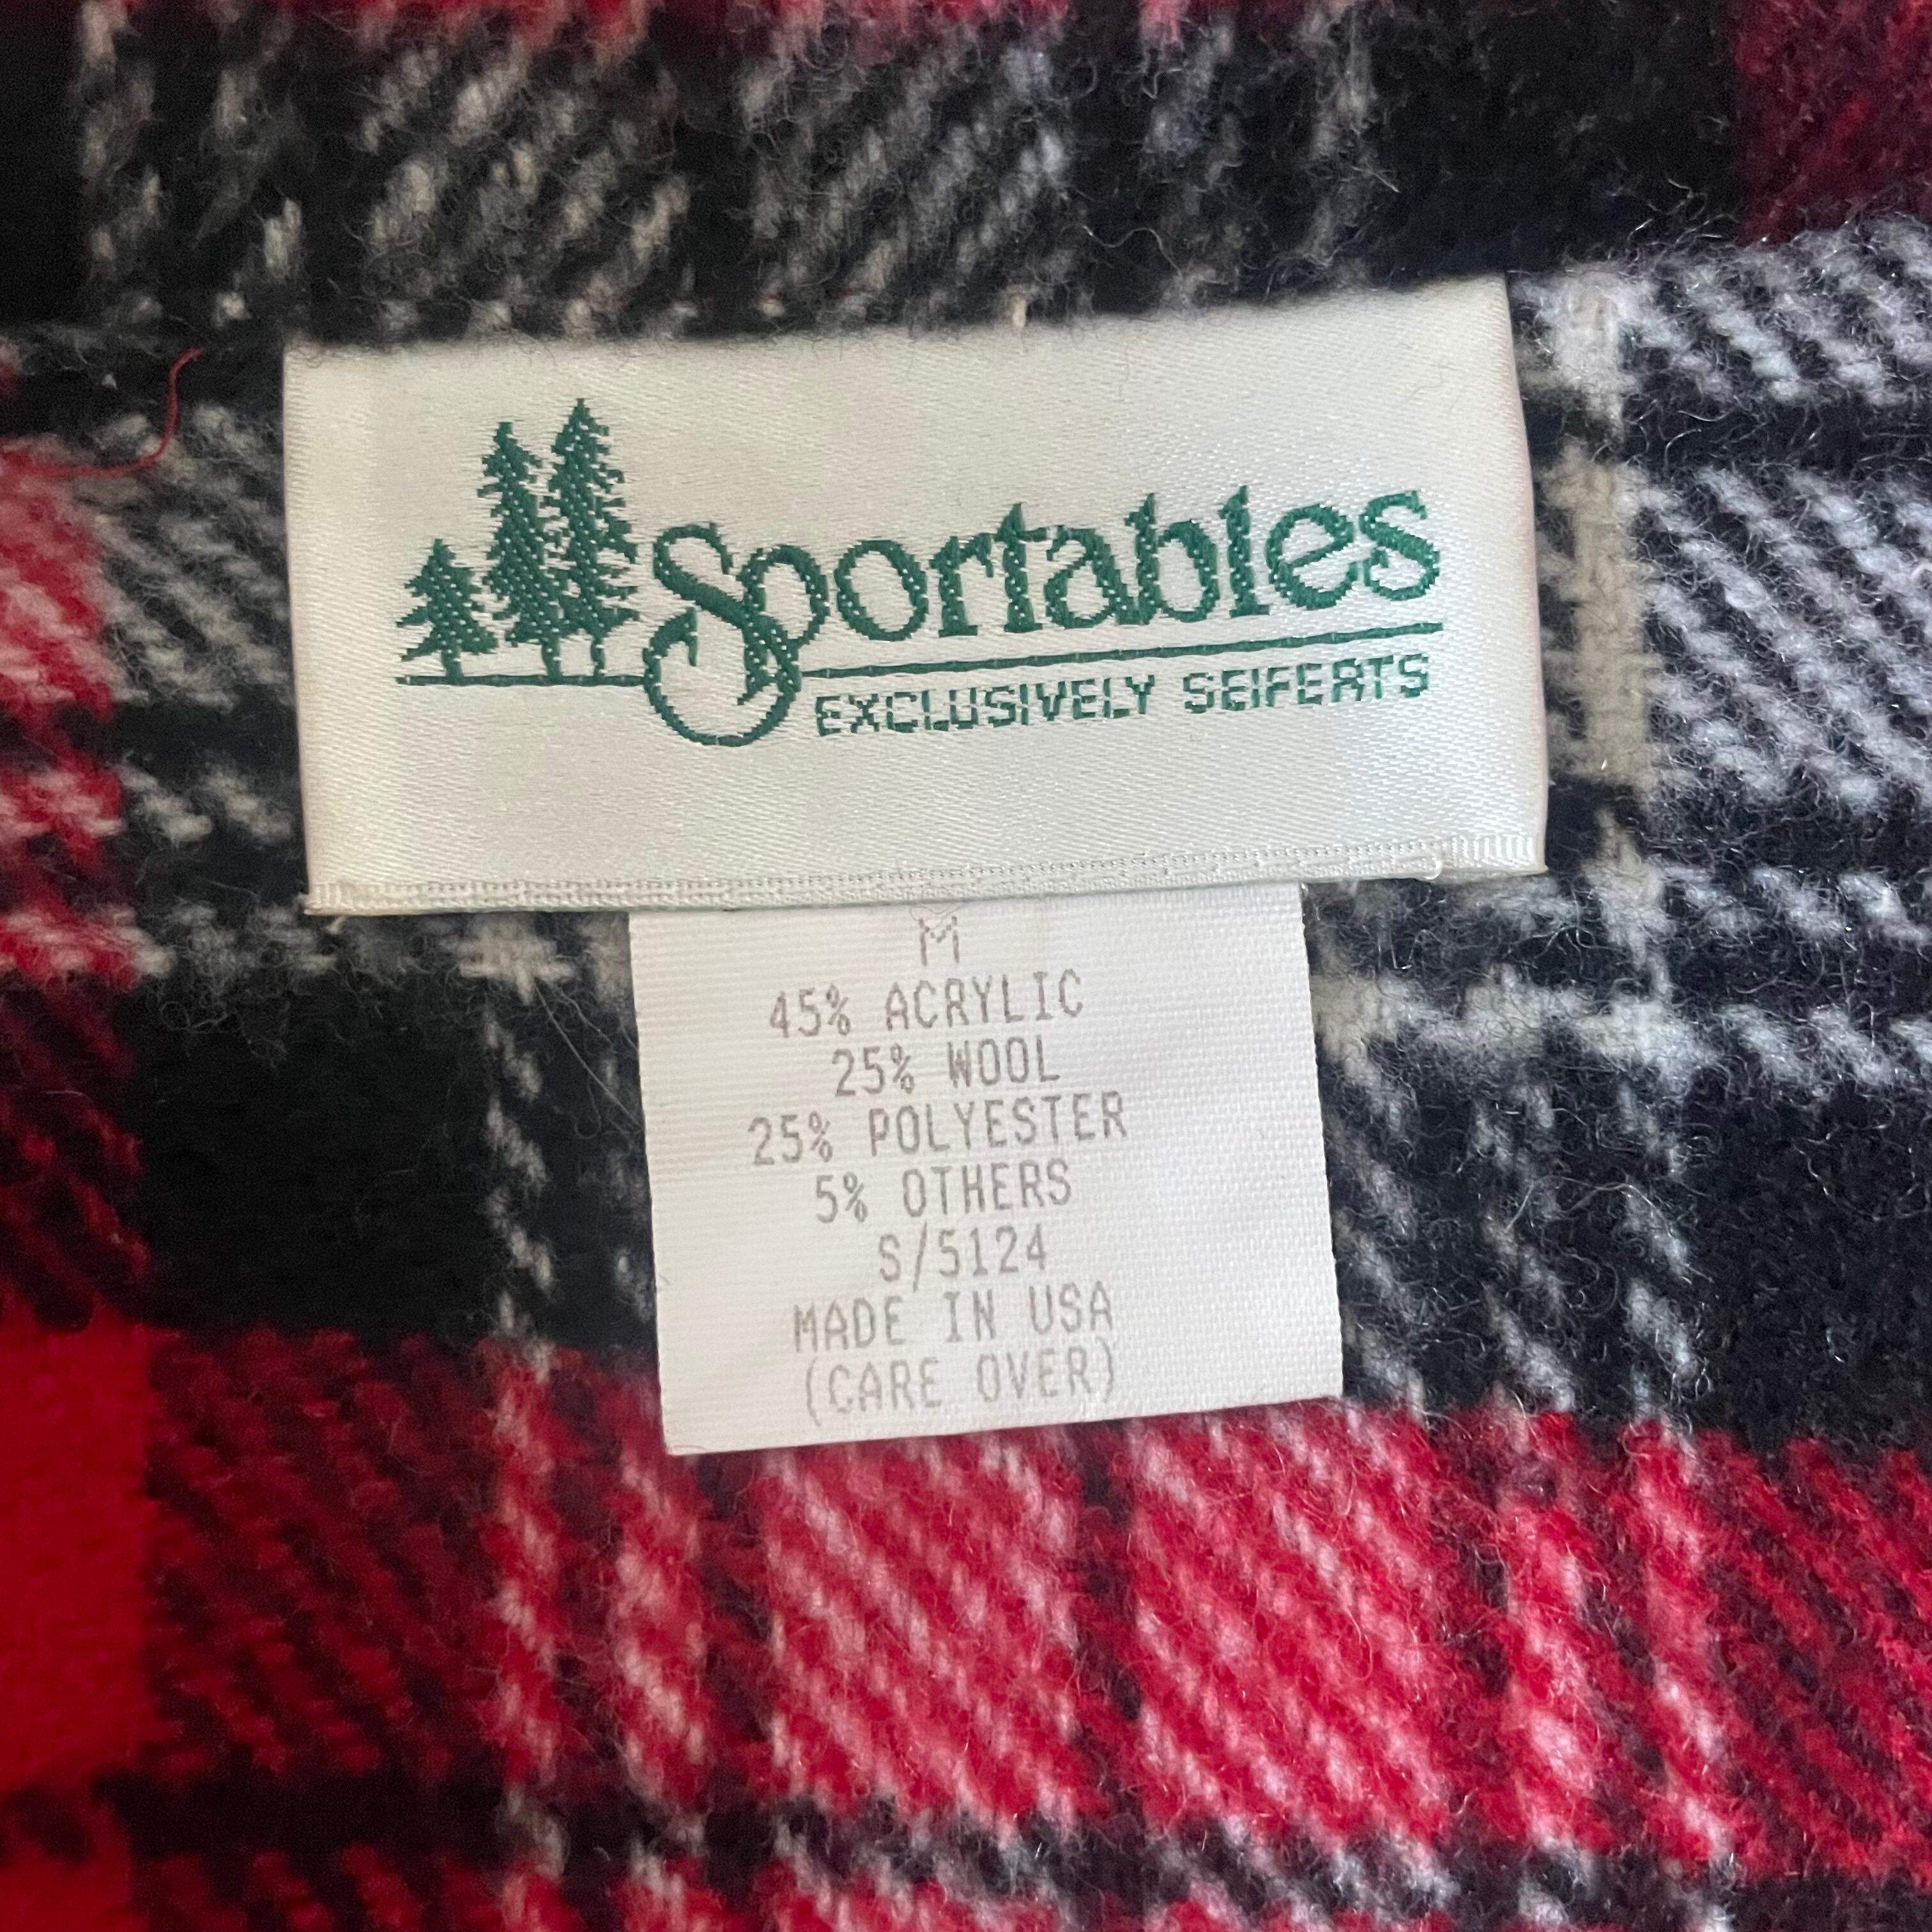 Sportables
EXCLUSIVELY SEIFERTS
M
45% ACRYLIC
25% WOOL
25% POLYESTER
5% OTHERS
S/5124
MADE IN USA
(CARE OVER)